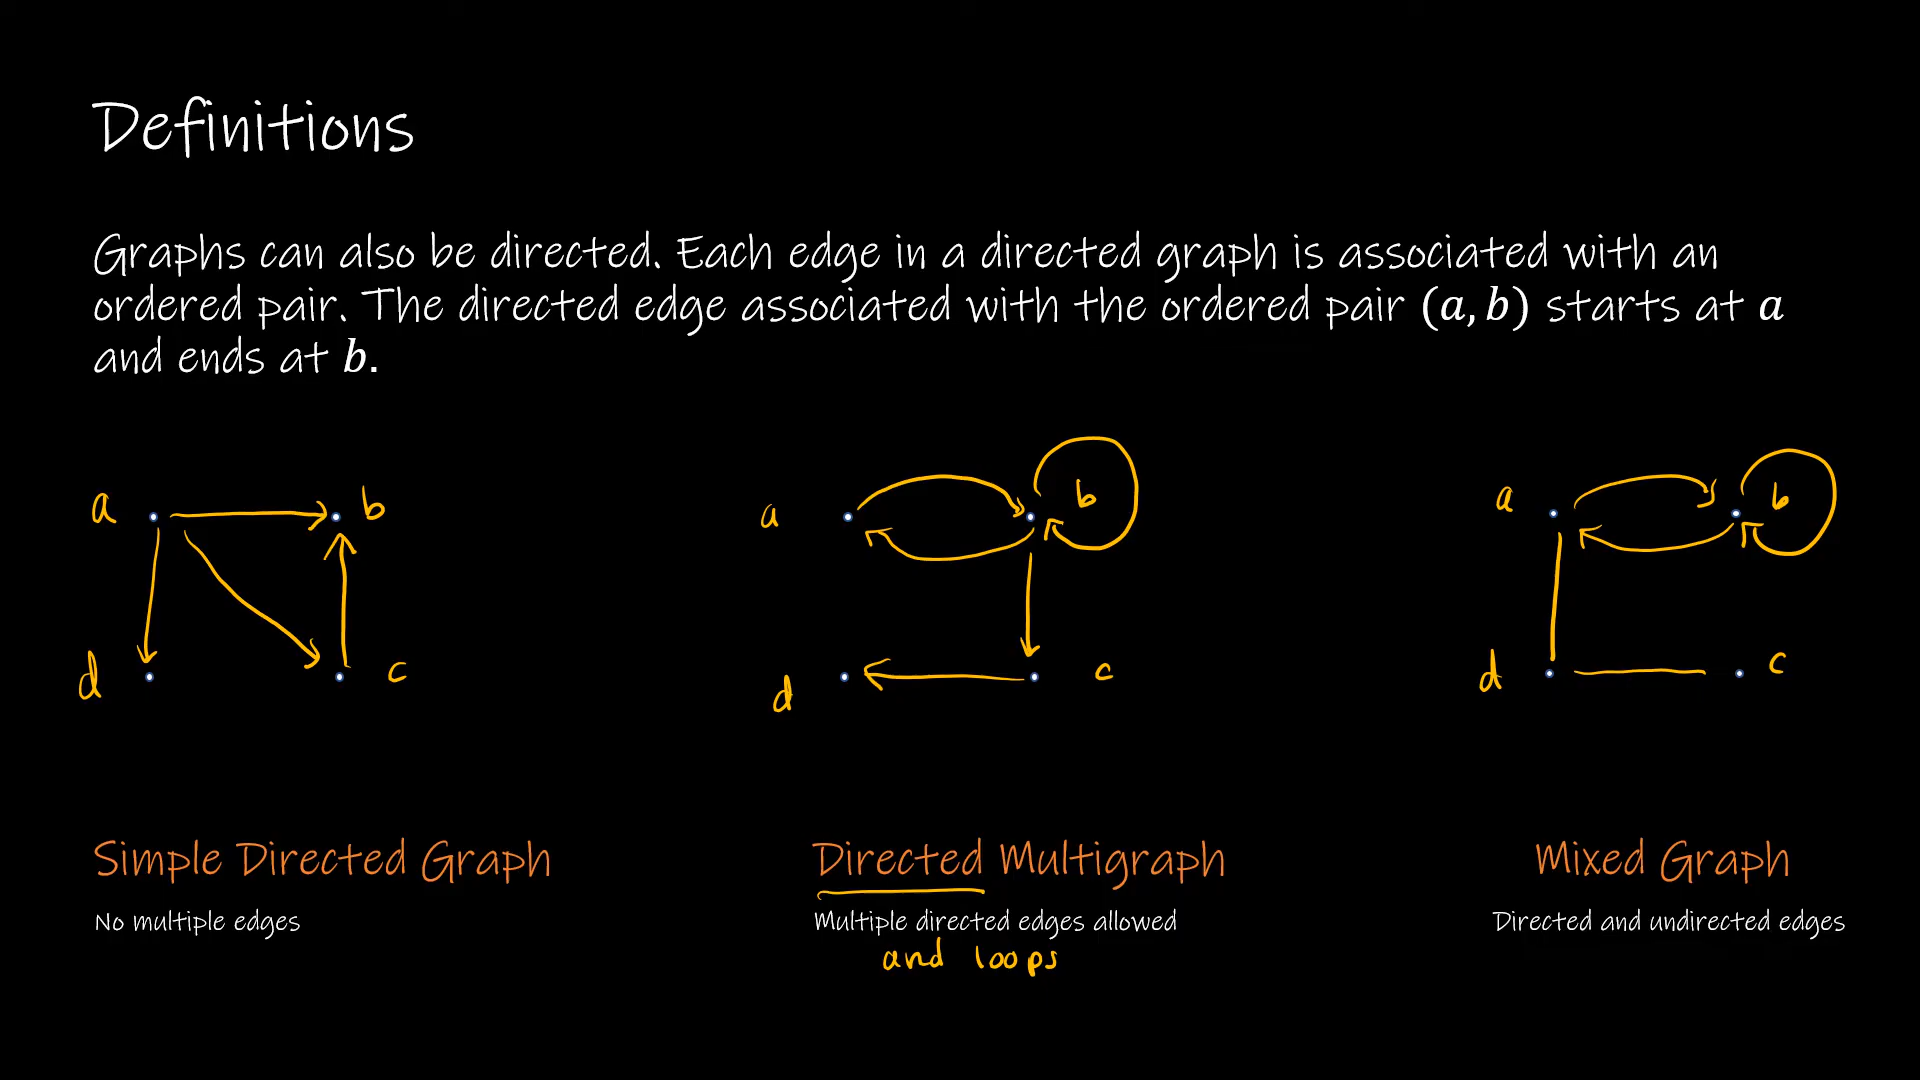 Definitions
Graphs can also be directed. Each edge in a directed graph is associated with an
ordered pair. The directed edge associated with the ordered pair (a, b) starts at a
and ends at b.
a b
d c
a b
d c
a b
d c
Simple Directed Graph
No multiple edges
Directed Multigraph
Multiple directed edges allowed
and loops
Mixed Graph
Directed and undirected edges